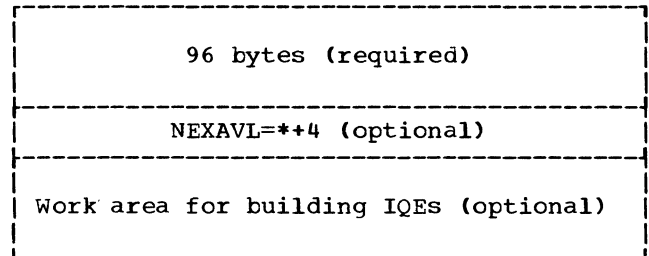 96 bytes (required)
NEXAVL=*+4 (optional)
Work area for building IQEs (optional)